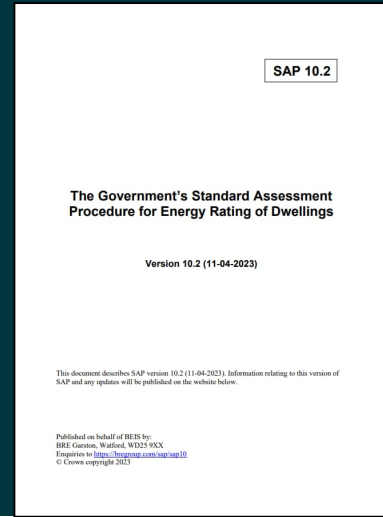 SAP 10.2
The Government's Standard Assessment
Procedure for Energy Rating of Dwellings
Version 10.2 (11-04-2023)
This document describes SAP version 10.2 (11-04-2023). Information relating to this version of
SAP and any updates will be published on the website below.
Published on behalf of BEIS by:
BRE Garston, Watford, WD25 9XX
Enquiries to https://bregroup.com/sap/sap10
© Crown copyright 2023